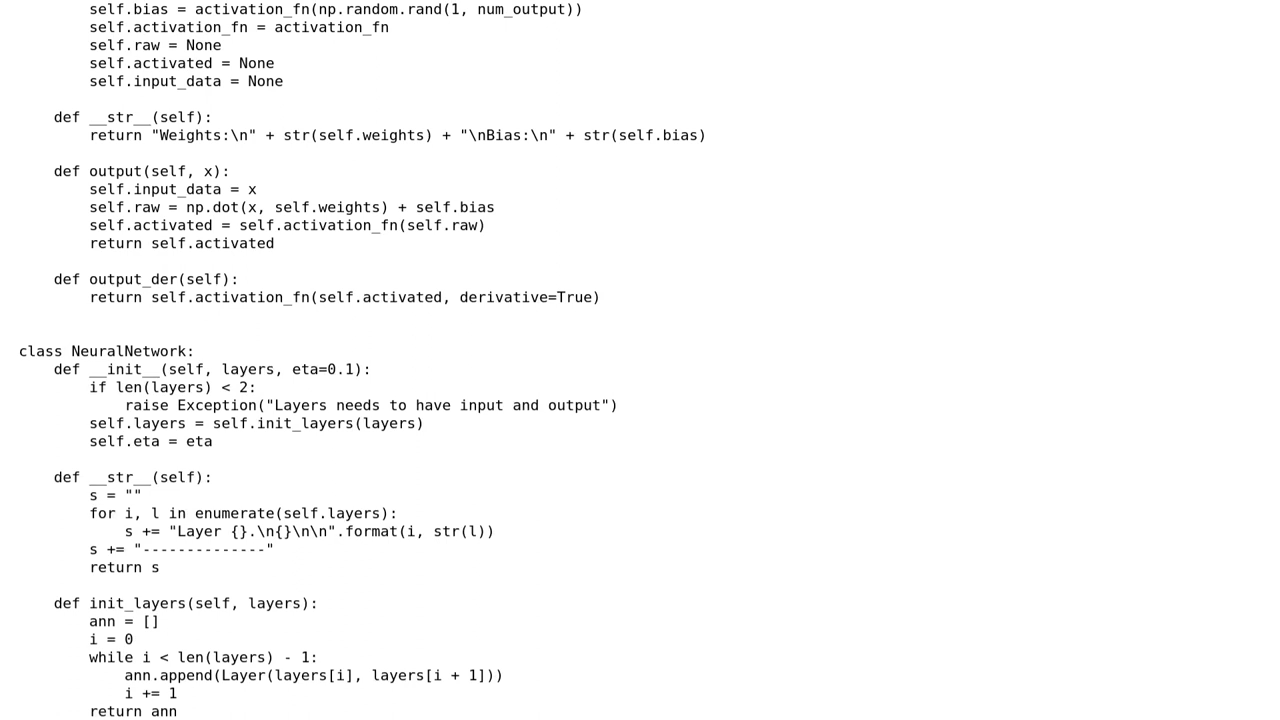 self.bias = activation_fn(np.random.rand(1, num_output))
        self.activation_fn = activation_fn
        self.raw = None
        self.activated = None
        self.input_data = None

    def __str__(self):
        return "Weights:\n" + str(self.weights) + "\nBias:\n" + str(self.bias)

    def output(self, x):
        self.input_data = x
        self.raw = np.dot(x, self.weights) + self.bias
        self.activated = self.activation_fn(self.raw)
        return self.activated

    def output_der(self):
        return self.activation_fn(self.activated, derivative=True)


class NeuralNetwork:
    def __init__(self, layers, eta=0.1):
        if len(layers) < 2:
            raise Exception("Layers needs to have input and output")
        self.layers = self.init_layers(layers)
        self.eta = eta

    def __str__(self):
        s = ""
        for i, l in enumerate(self.layers):
            s += "Layer {}.\n{}\n\n".format(i, str(l))
        s += "--------------"
        return s

    def init_layers(self, layers):
        ann = []
        i = 0
        while i < len(layers) - 1:
            ann.append(Layer(layers[i], layers[i + 1]))
            i += 1
        return ann